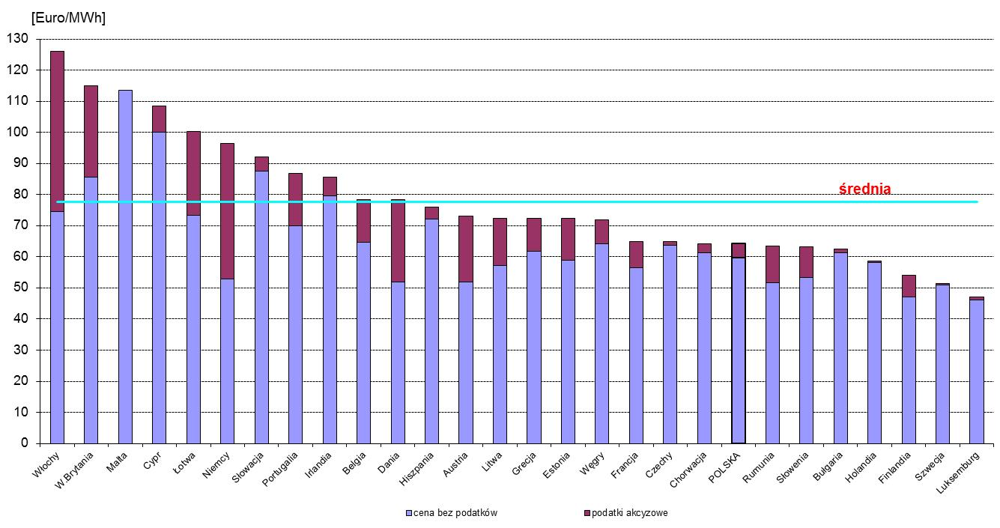 [Euro/MWh]
130
120
110
100
90
80
70
60
50
40
30
20
10
0
średnia
Włochy
W.Brytania
Malta
Cypr
Łotwa
Niemcy
Słowacja
Portugalia
Irlandia
Belgia
Dania
Hiszpania
Austria
Litwa
Grecja
Estonia
Węgry
Francja
Czechy
Chorwacja
POLSKA
Rumunia
Słowenia
Bułgaria
Holandia
Finlandia
Szwecja
Luksemburg
cena bez podatków
podatki akcyzowe